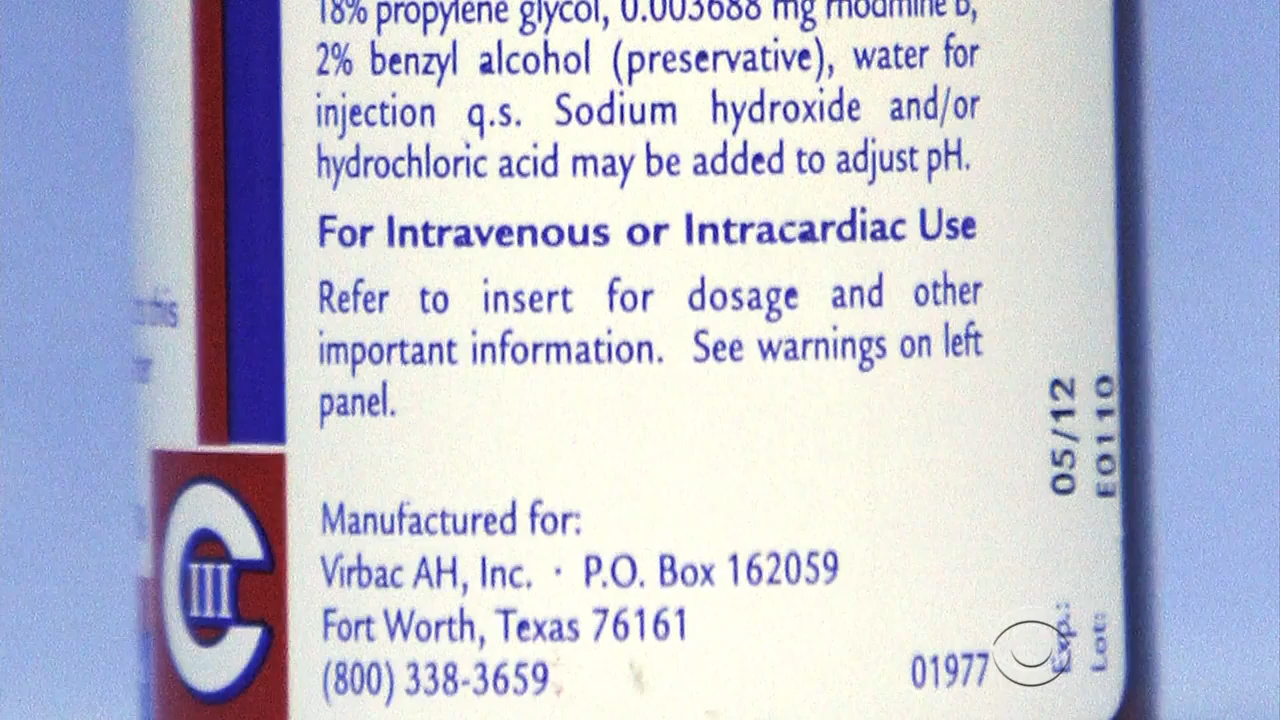 18% propylene glycol, 0.003688 mg rhodamine B,
2% benzyl alcohol (preservative), water for
injection q.s. Sodium hydroxide and/or
hydrochloric acid may be added to adjust pH.
For Intravenous or Intracardiac Use
Refer to insert for dosage and other
important information. See warnings on left
panel.
Manufactured for:
Virbac AH, Inc. · P.O. Box 162059
Fort Worth, Texas 76161
(800) 338-3659
01977
CIII
Exp.: 05/12
Lot: E0110